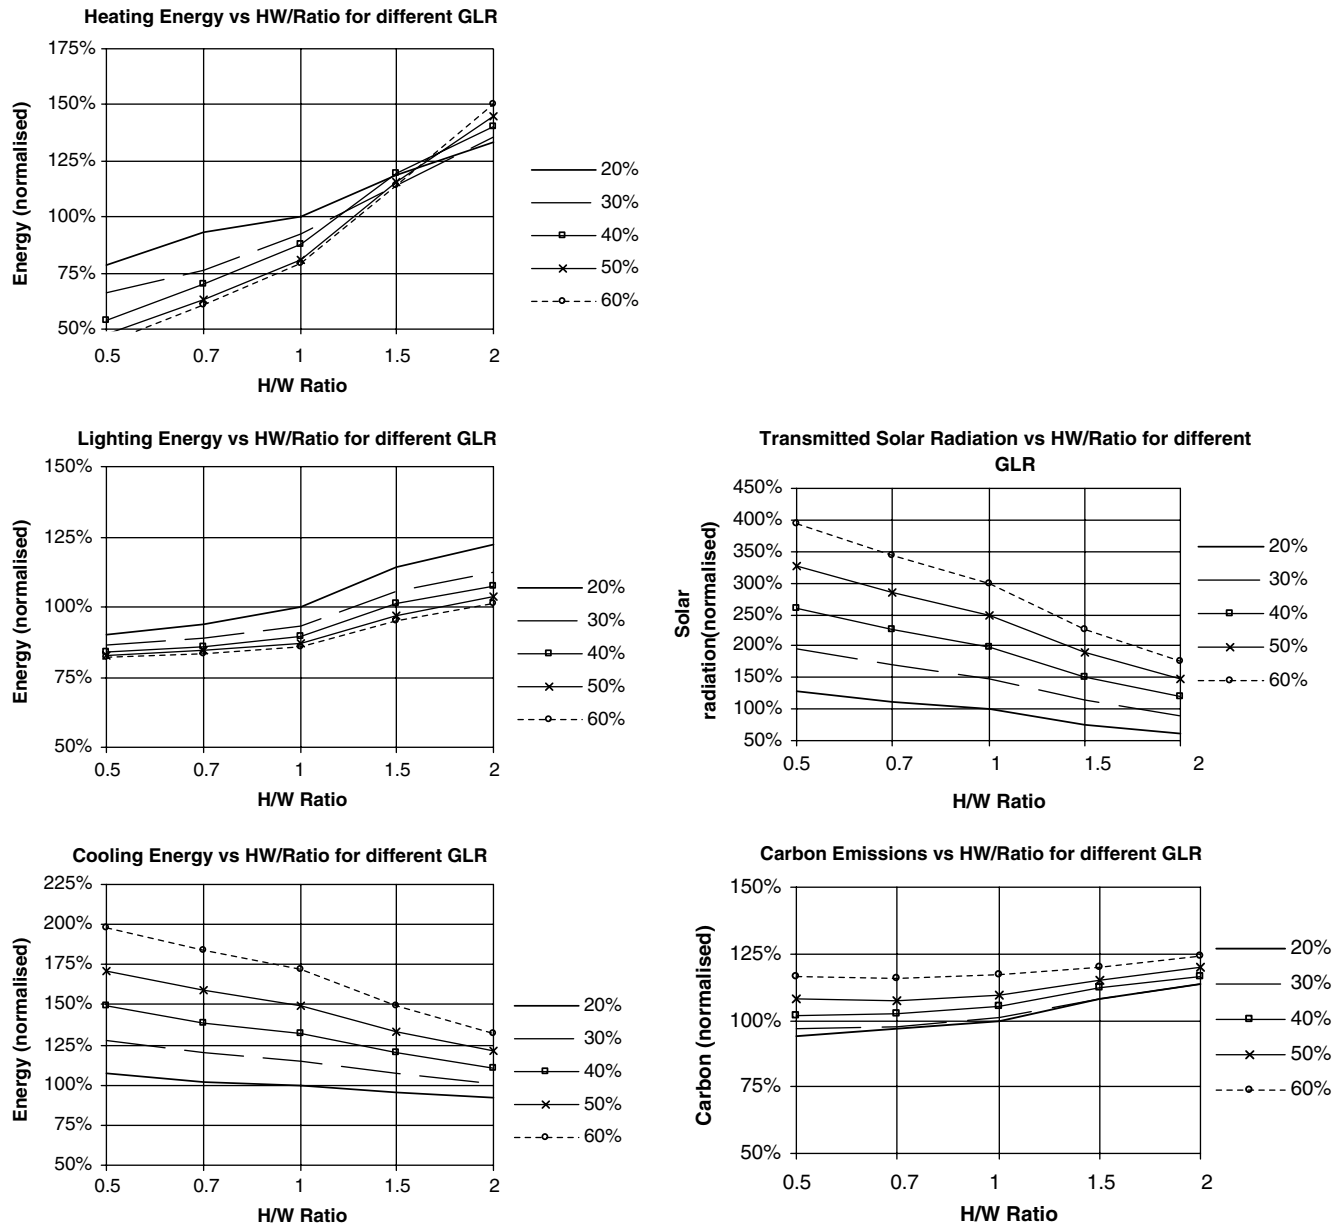 Heating Energy vs HW/Ratio for different GLR
175%
150%
125%
100%
75%
50%
Energy (normalised)
0.5 0.7 1 1.5 2
H/W Ratio
20%
30%
40%
50%
60%
Lighting Energy vs HW/Ratio for different GLR
150%
125%
100%
75%
50%
Energy (normalised)
0.5 0.7 1 1.5 2
H/W Ratio
20%
30%
40%
50%
60%
Transmitted Solar Radiation vs HW/Ratio for different
GLR
450%
400%
350%
300%
250%
200%
150%
100%
50%
Solar
radiation(normalised)
0.5 0.7 1 1.5 2
H/W Ratio
20%
30%
40%
50%
60%
Cooling Energy vs HW/Ratio for different GLR
225%
200%
175%
150%
125%
100%
75%
50%
Energy (normalised)
0.5 0.7 1 1.5 2
H/W Ratio
20%
30%
40%
50%
60%
Carbon Emissions vs HW/Ratio for different GLR
150%
125%
100%
75%
50%
Carbon (normalised)
0.5 0.7 1 1.5 2
H/W Ratio
20%
30%
40%
50%
60%